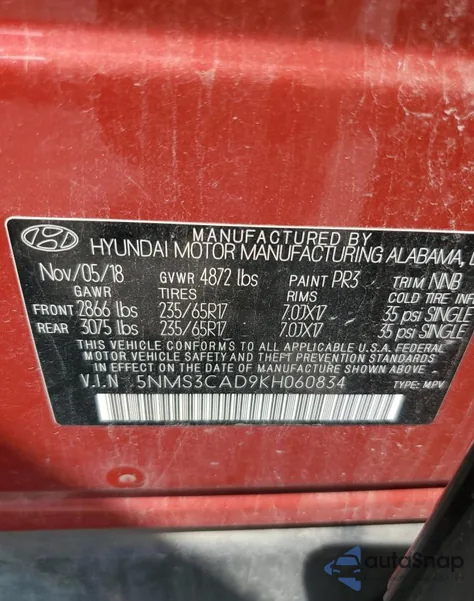 MANUFACTURED BY
HYUNDAI MOTOR MANUFACTURING ALABAMA,
Nov/05/18 GVWR 4872 lbs PAINT PR3 TRIM NNB
GAWR TIRES RIMS COLD TIRE
FRONT 2866 lbs 235/65R17 7.0JX17 35 psi SINGLE
REAR 3075 lbs 235/65R17 7.0JX17 35 psi SINGLE
THIS VEHICLE CONFORMS TO ALL APPLICABLE U.S.A. FEDERAL
MOTOR VEHICLE SAFETY AND THEFT PREVENTION STANDARDS
IN EFFECT ON THE DATE OF MANUFACTURE SHOWN ABOVE
V.I.N 5NMS3CAD9KH060834 TYPE: MPV
autoSnap